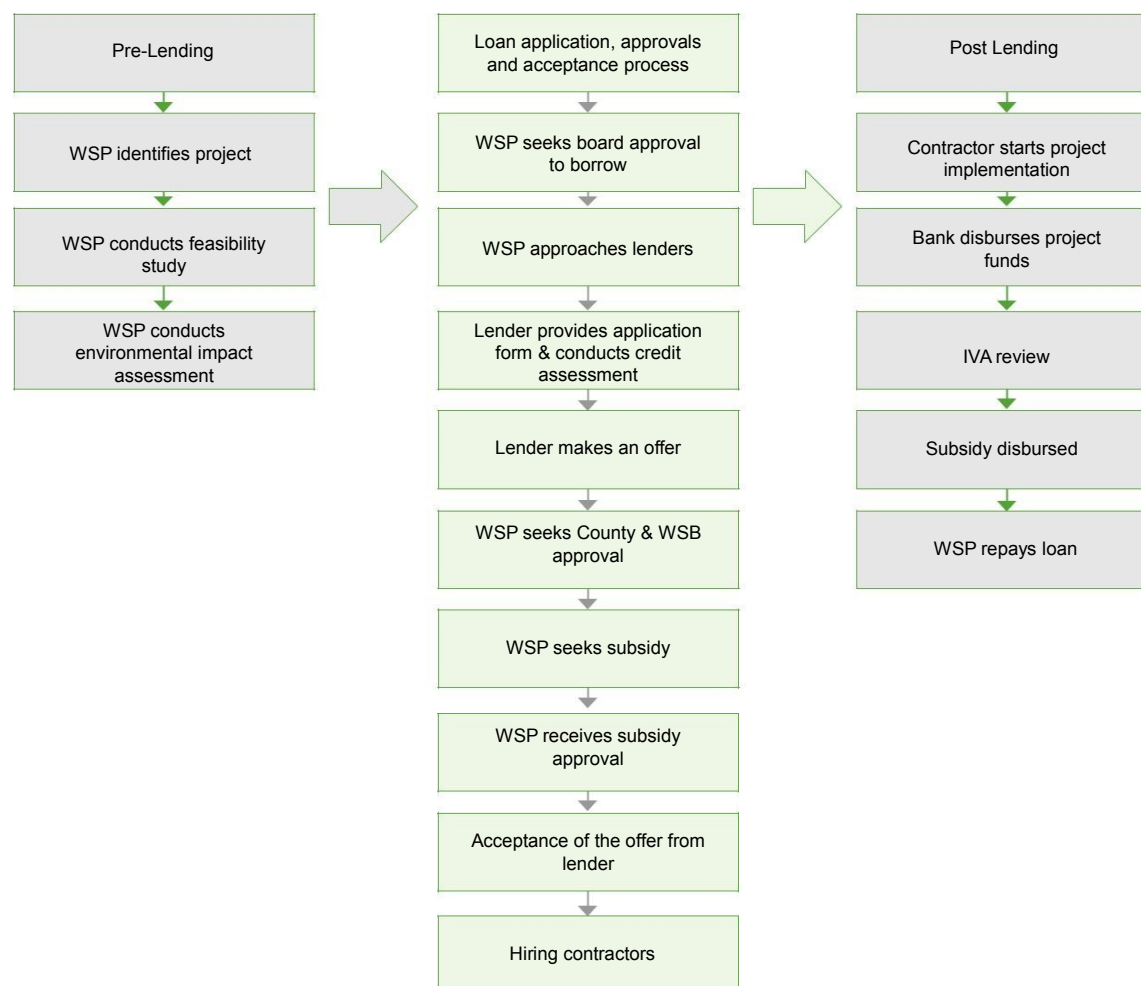 Pre-Lending
WSP identifies project
WSP conducts feasibility
study
WSP conducts
environmental impact
assessment
Loan application, approvals
and acceptance process
WSP seeks board approval
to borrow
WSP approaches lenders
Lender provides application
form & conducts credit
assessment
Lender makes an offer
WSP seeks County & WSB
approval
WSP seeks subsidy
WSP receives subsidy
approval
Acceptance of the offer from
lender
Hiring contractors
Post Lending
Contractor starts project
implementation
Bank disburses project
funds
IVA review
Subsidy disbursed
WSP repays loan